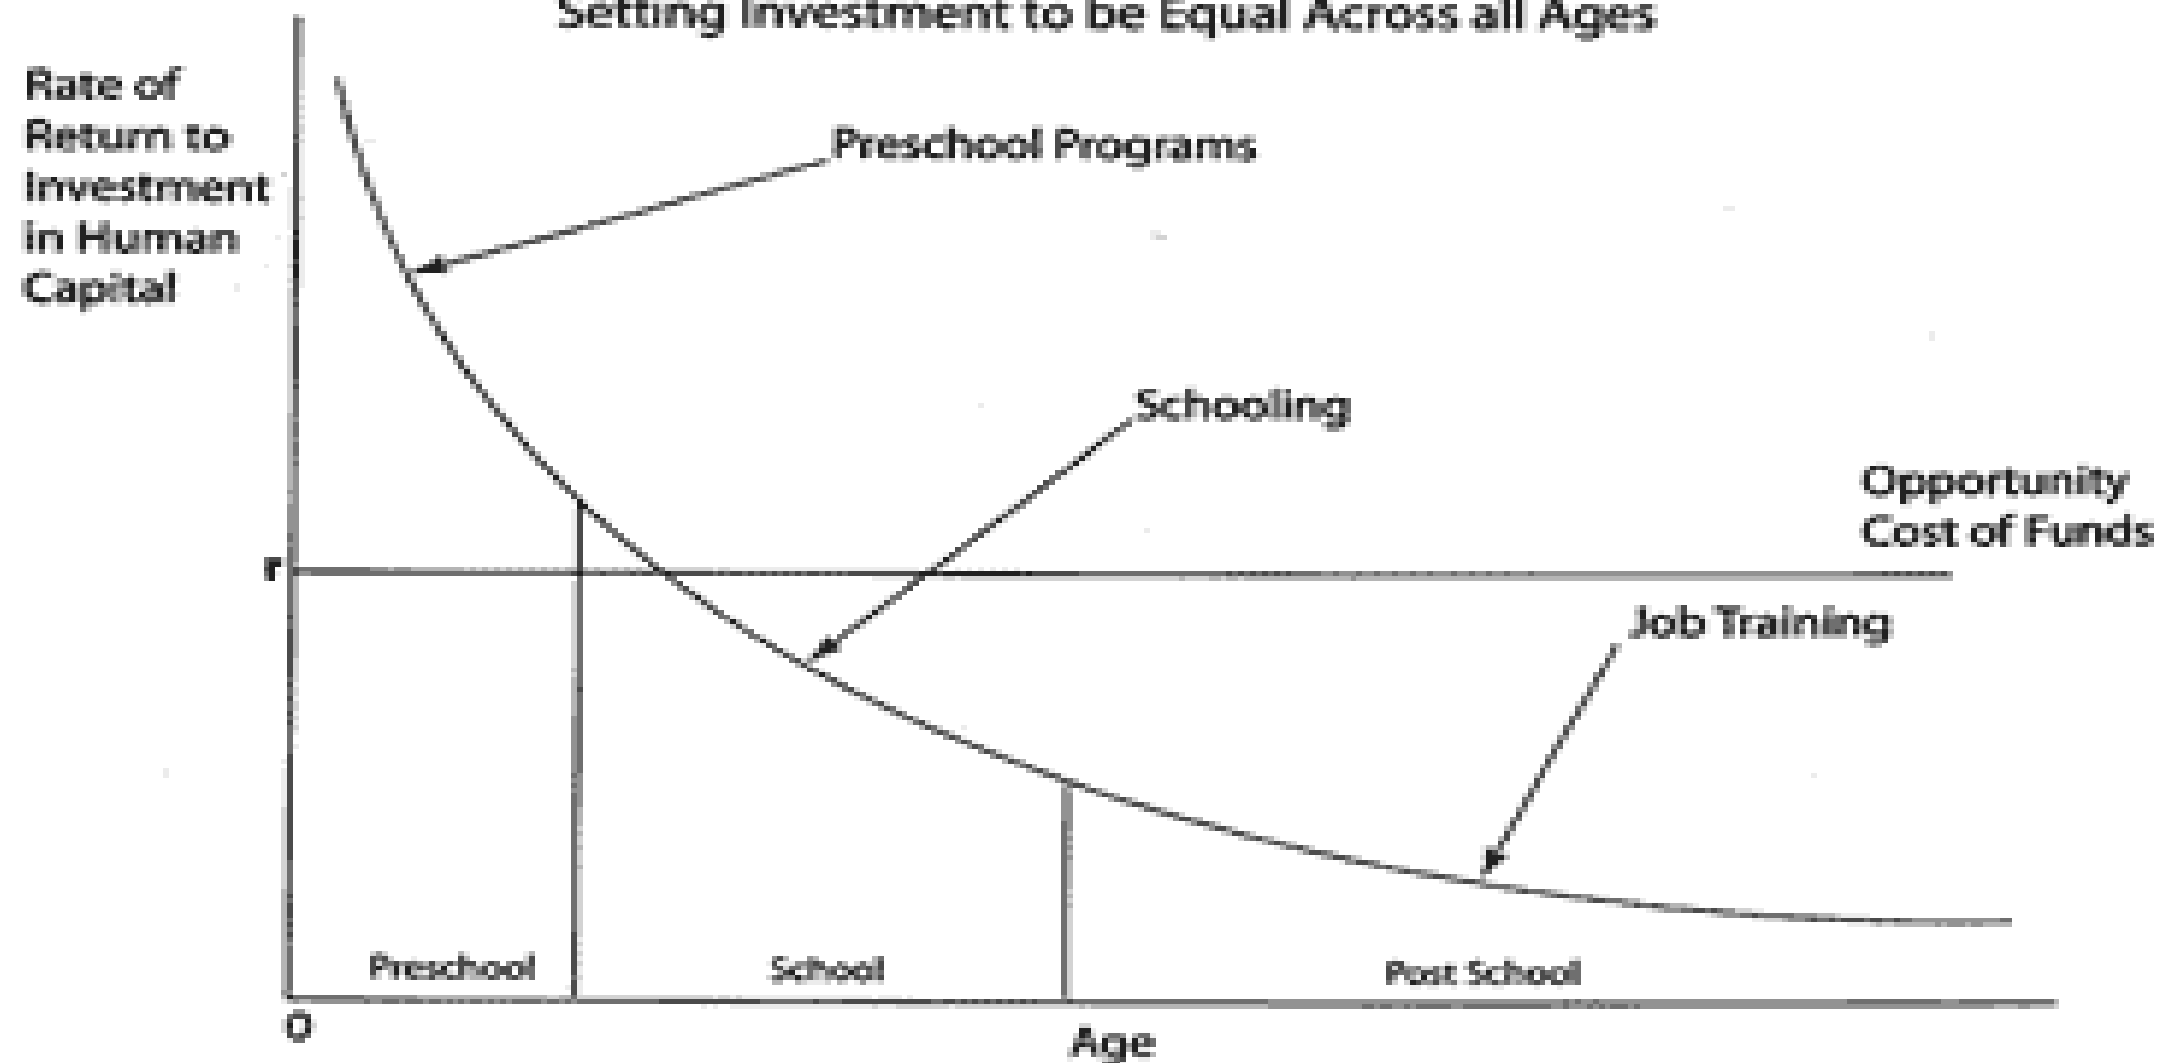 Setting Investment to be Equal Across all Ages
Rate of
Return to
Investment
in Human
Capital
Preschool Programs
Schooling
Opportunity
Cost of Funds
r
Job Training
Preschool
School
Post School
0
Age